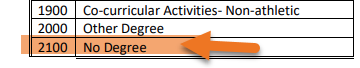 1900 Co-curricular Activities- Non-athletic
2000 Other Degree
2100 No Degree